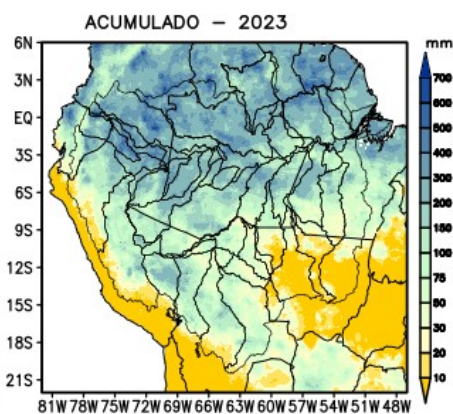 ACUMULADO – 2023
mm
6N
3N
EQ
3S
6S
9S
12S
15S
18S
21S
81W 78W 75W 72W 69W 66W 63W 60W 57W 54W 51W 48W
700
600
500
400
300
200
100
75
50
30
20
10